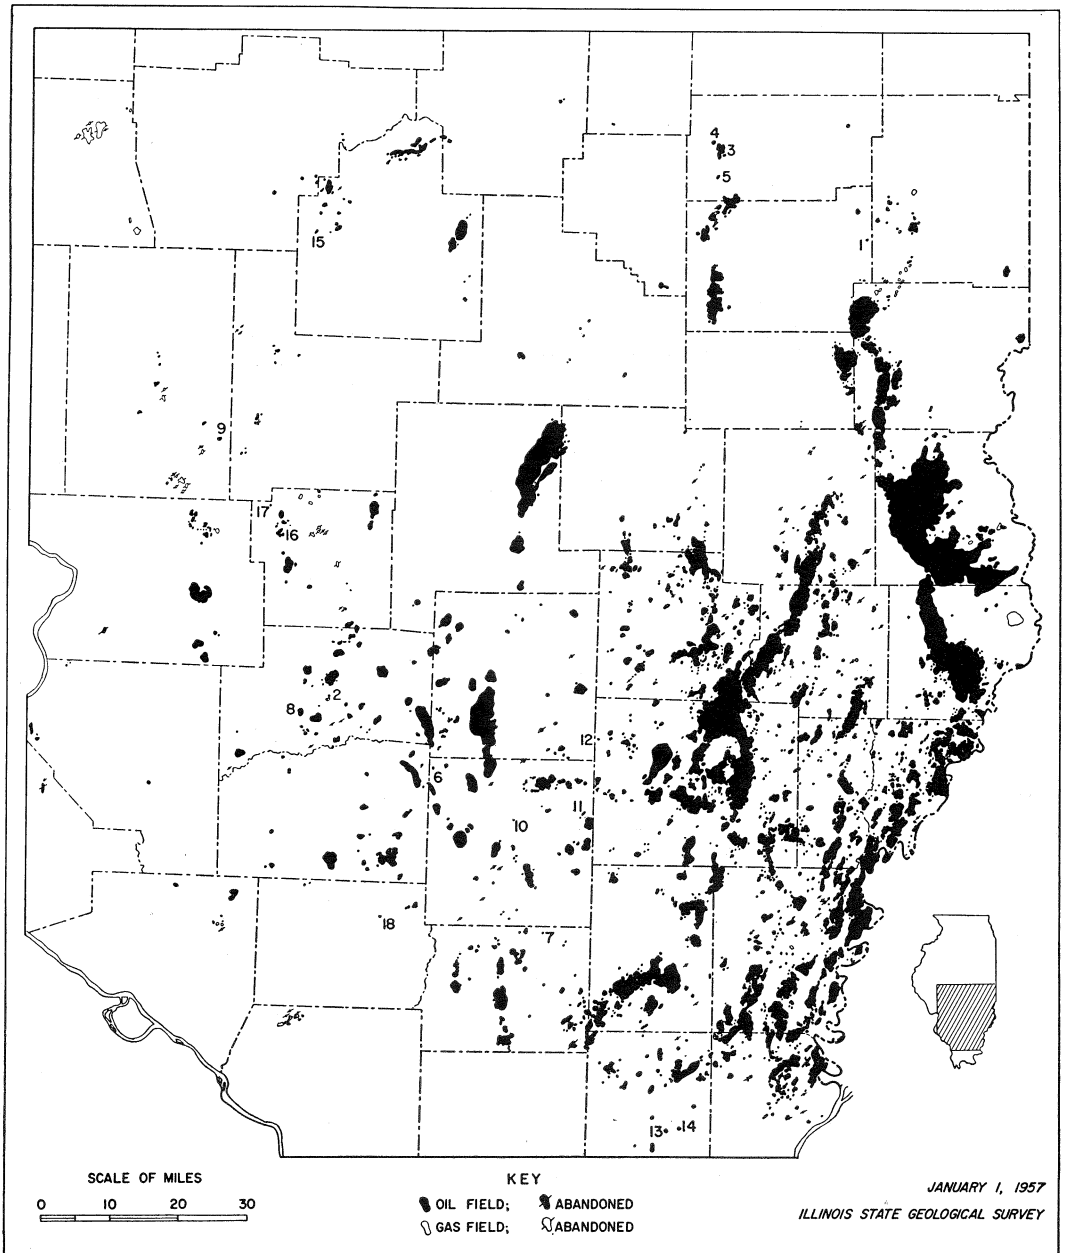 4
3
5
15
1
9
17
16
2
8
12
6
11
10
18
7
13 14
SCALE OF MILES
0 10 20 30
KEY
OIL FIELD; ABANDONED
GAS FIELD; ABANDONED
JANUARY 1, 1957
ILLINOIS STATE GEOLOGICAL SURVEY